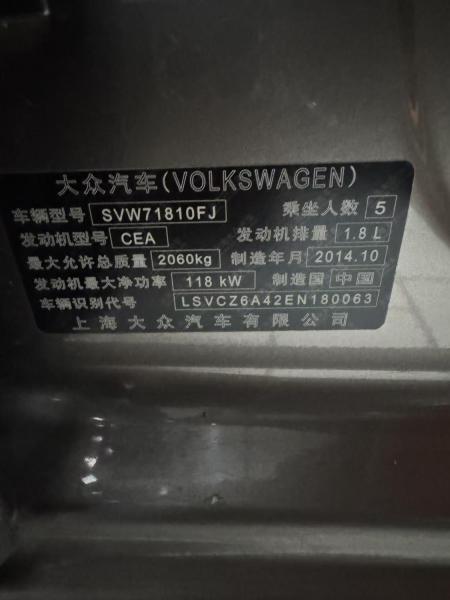 大众汽车(VOLKSWAGEN)
车辆型号 SVW71810FJ 乘坐人数 5
发动机型号 CEA 发动机排量 1.8 L
最大允许总质量 2060kg 制造年月 2014.10
发动机最大净功率 118 kW 制造国 中国
车辆识别代号 LSVCZ6A42EN180063
上海大众汽车有限公司